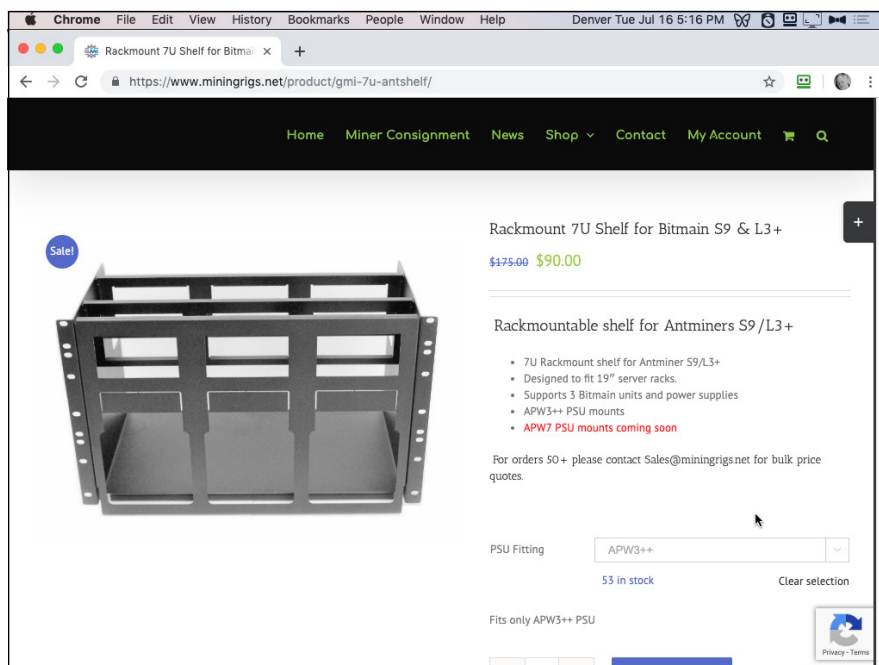 Chrome File Edit View History Bookmarks People Window Help Denver Tue Jul 16 5:16 PM
Rackmount 7U Shelf for Bitmai
https://www.miningrigs.net/product/gmi-7u-antshelf/
Home Miner Consignment News Shop Contact My Account
+
Sale!
Rackmount 7U Shelf for Bitmain S9 & L3+
$175.00 $90.00
Rackmountable shelf for Antminers S9/L3+
• 7U Rackmount shelf for Antminer S9/L3+
• Designed to fit 19″ server racks.
• Supports 3 Bitmain units and power supplies
• APW3++ PSU mounts
• APW7 PSU mounts coming soon
For orders 50+ please contact Sales@miningrigs.net for bulk price
quotes.
PSU Fitting APW3++
53 in stock Clear selection
Fits only APW3++ PSU
Privacy - Terms